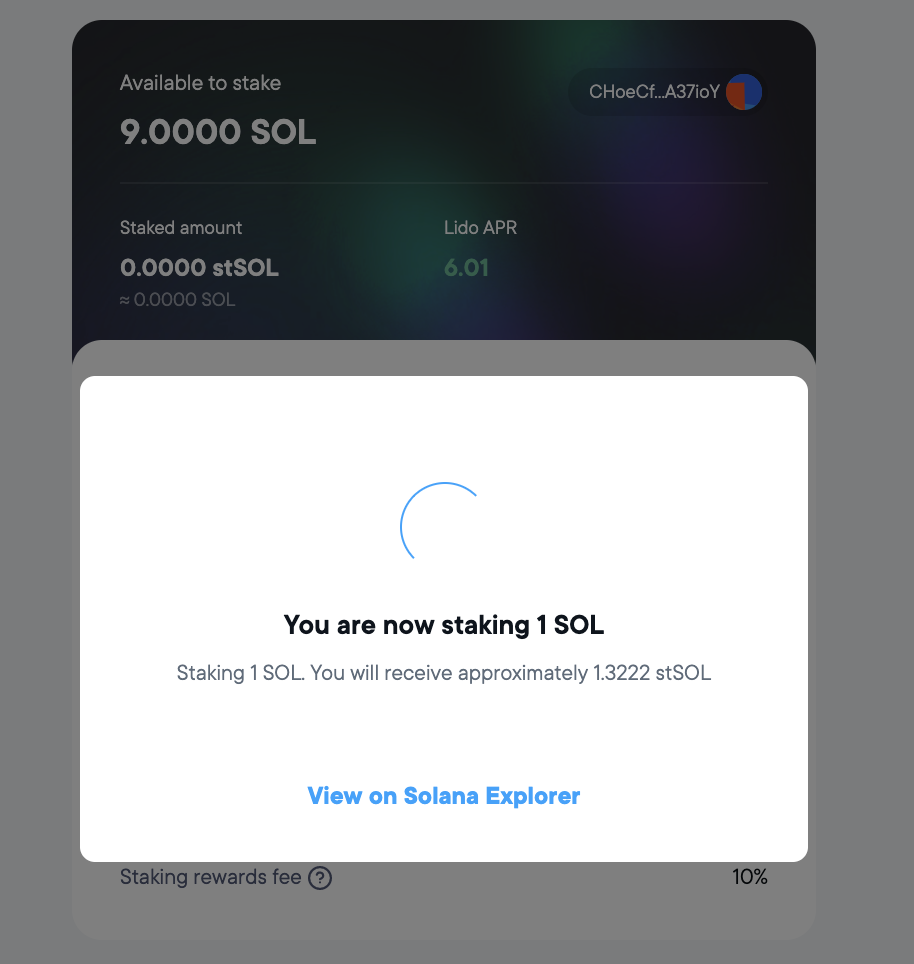 Available to stake
CHoeCf...A37ioY
9.0000 SOL
Staked amount
Lido APR
0.0000 stSOL
6.01
≈ 0.0000 SOL
You are now staking 1 SOL
Staking 1 SOL. You will receive approximately 1.3222 stSOL
View on Solana Explorer
Staking rewards fee ?
10%